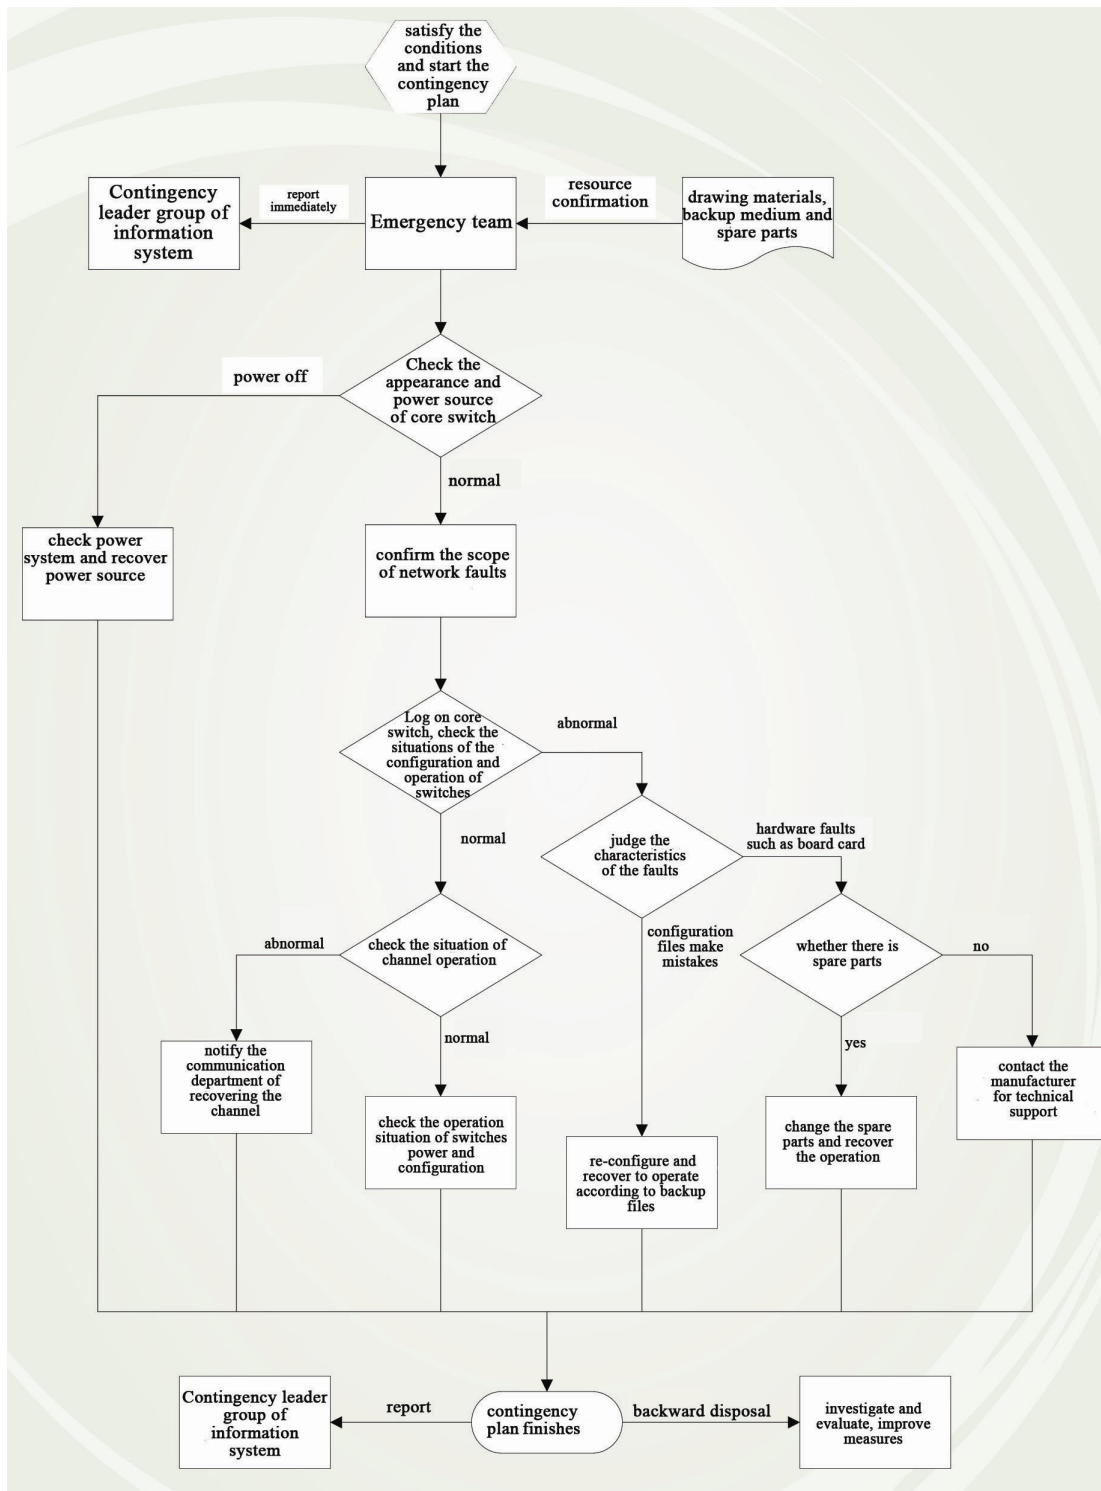 satisfy the
conditions
and start the
contingency
plan
Contingency
leader group of
information
system
report
immediately
Emergency team
resource
confirmation
drawing materials,
backup medium and
spare parts
Check the
appearance and
power source
of core switch
power off
normal
check power
system and recover
power source
confirm the scope
of network faults
Log on core
switch, check the
situations of the
configuration and
operation of
switches
abnormal
normal
judge the
characteristics
of the faults
hardware faults
such as board card
configuration
files make
mistakes
whether there is
spare parts
no
yes
check the situation of
channel operation
abnormal
normal
notify the
communication
department of
recovering the
channel
check the operation
situation of switches
power and
configuration
re-configure and
recover to operate
according to backup
files
change the spare
parts and recover
the operation
contact the
manufacturer
for technical
support
Contingency leader
group of
information
system
report
contingency
plan finishes
backward disposal
investigate and
evaluate, improve
measures